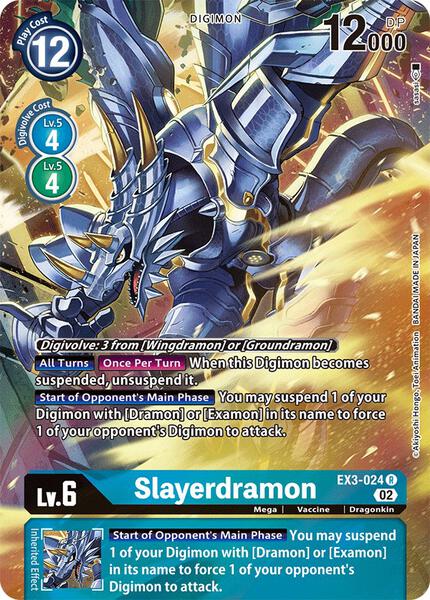 Play Cost
12
DIGIMON
DP
12000
Digivolve Cost
Lv.5
4
Lv.5
4
©Akiyoshi Hongo, Toei Animation BANDAI MADE IN JAPAN
Digivolve: 3 from [Wingdramon] or [Groundramon]
All Turns Once Per Turn When this Digimon becomes
suspended, unsuspend it.
Start of Opponent's Main Phase You may suspend 1 of your
Digimon with [Dramon] or [Examon] in its name to force
1 of your opponent's Digimon to attack.
Lv.6
Slayerdramon
EX3-024 R
02
Mega | Vaccine | Dragonkin
Inherited Effect
Start of Opponent's Main Phase You may suspend
1 of your Digimon with [Dramon] or [Examon]
in its name to force 1 of your opponent's
Digimon to attack.